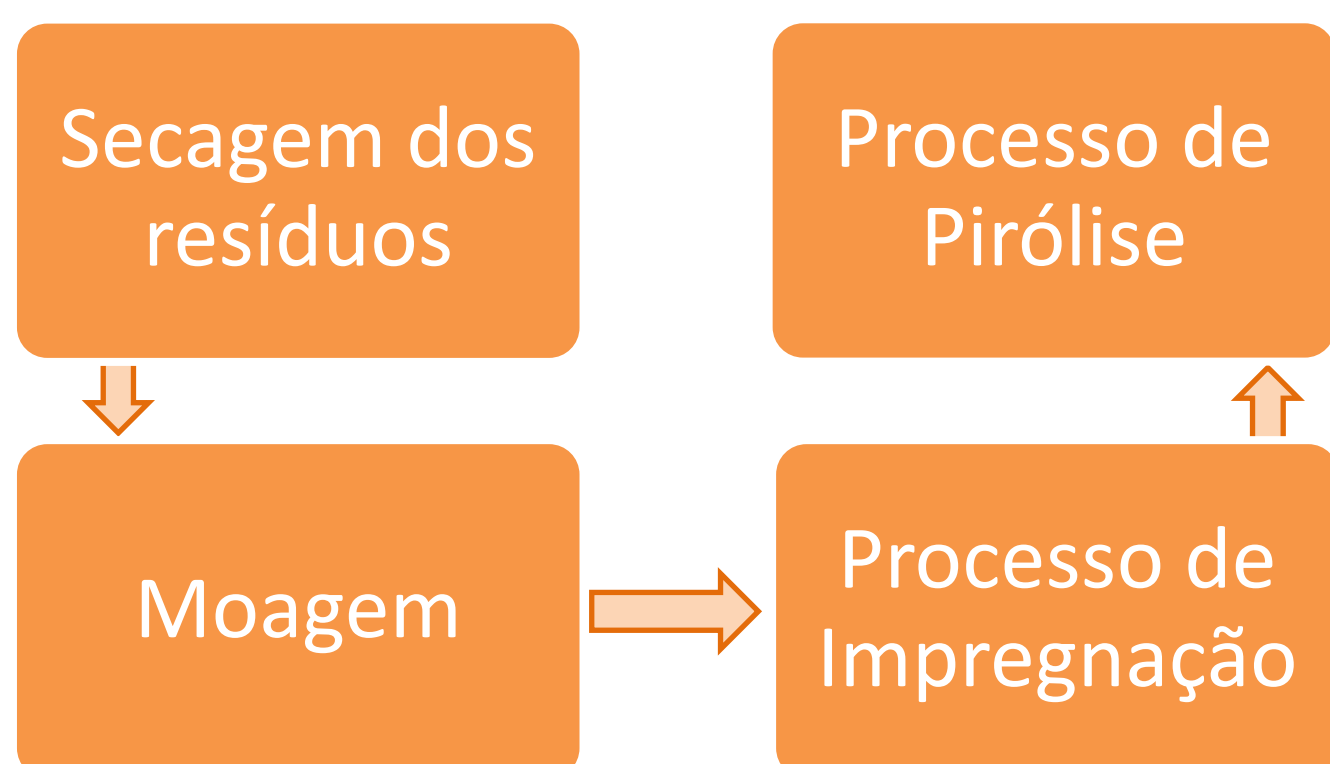 Secagem dos
resíduos
Moagem
Processo de
Impregnação
Processo de
Pirólise